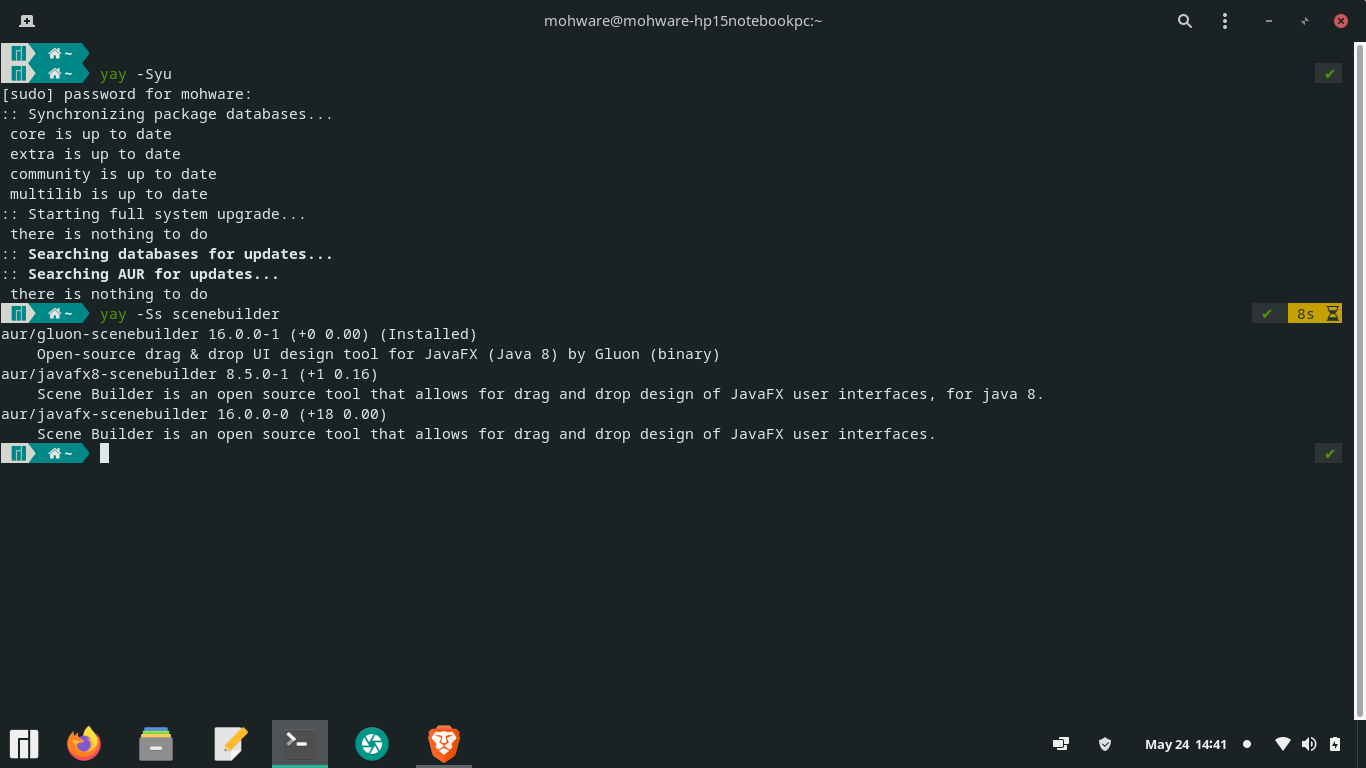 mohware@mohware-hp15notebookpc:~
~
~ yay -Syu ✔
[sudo] password for mohware:
:: Synchronizing package databases...
core is up to date
extra is up to date
community is up to date
multilib is up to date
:: Starting full system upgrade...
there is nothing to do
:: Searching databases for updates...
:: Searching AUR for updates...
there is nothing to do
~ yay -Ss scenebuilder ✔ 8s
aur/gluon-scenebuilder 16.0.0-1 (+0 0.00) (Installed)
Open-source drag & drop UI design tool for JavaFX (Java 8) by Gluon (binary)
aur/javafx8-scenebuilder 8.5.0-1 (+1 0.16)
Scene Builder is an open source tool that allows for drag and drop design of JavaFX user interfaces, for java 8.
aur/javafx-scenebuilder 16.0.0-0 (+18 0.00)
Scene Builder is an open source tool that allows for drag and drop design of JavaFX user interfaces.
~ ✔
May 24 14:41